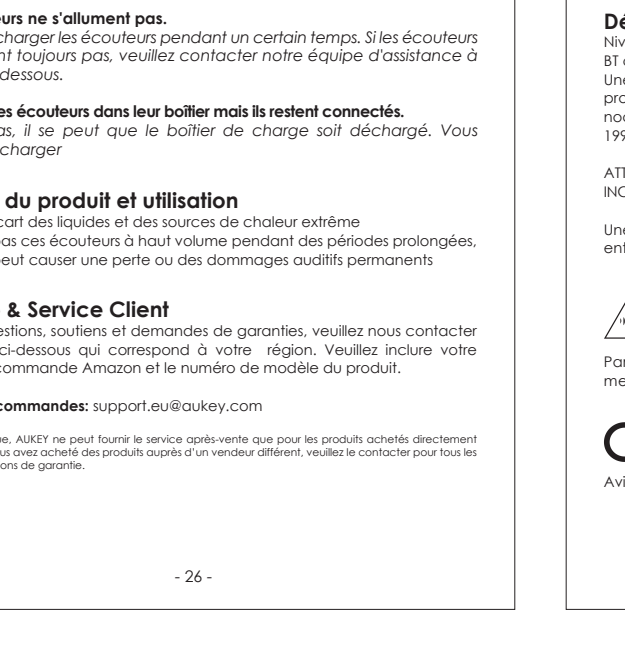 urs ne s'allument pas.
charger les écouteurs pendant un certain temps. Si les écouteurs
nt toujours pas, veuillez contacter notre équipe d'assistance à
dessous.
es écouteurs dans leur boîtier mais ils restent connectés.
as, il se peut que le boîtier de charge soit déchargé. Vous
charger
du produit et utilisation
cart des liquides et des sources de chaleur extrême
pas ces écouteurs à haut volume pendant des périodes prolongées,
peut causer une perte ou des dommages auditifs permanents
& Service Client
estions, soutiens et demandes de garanties, veuillez nous contacter
ci-dessous qui correspond à votre région. Veuillez inclure votre
commande Amazon et le numéro de modèle du produit.
commandes: support.eu@aukey.com
ue, AUKEY ne peut fournir le service après-vente que pour les produits achetés directement
us avez acheté des produits auprès d'un vendeur différent, veuillez le contacter pour tous les
ons de garantie.
- 26 -
Dé
Niv
BT
Une
pro
199
ATT
Une
ent
Par
me
Avi